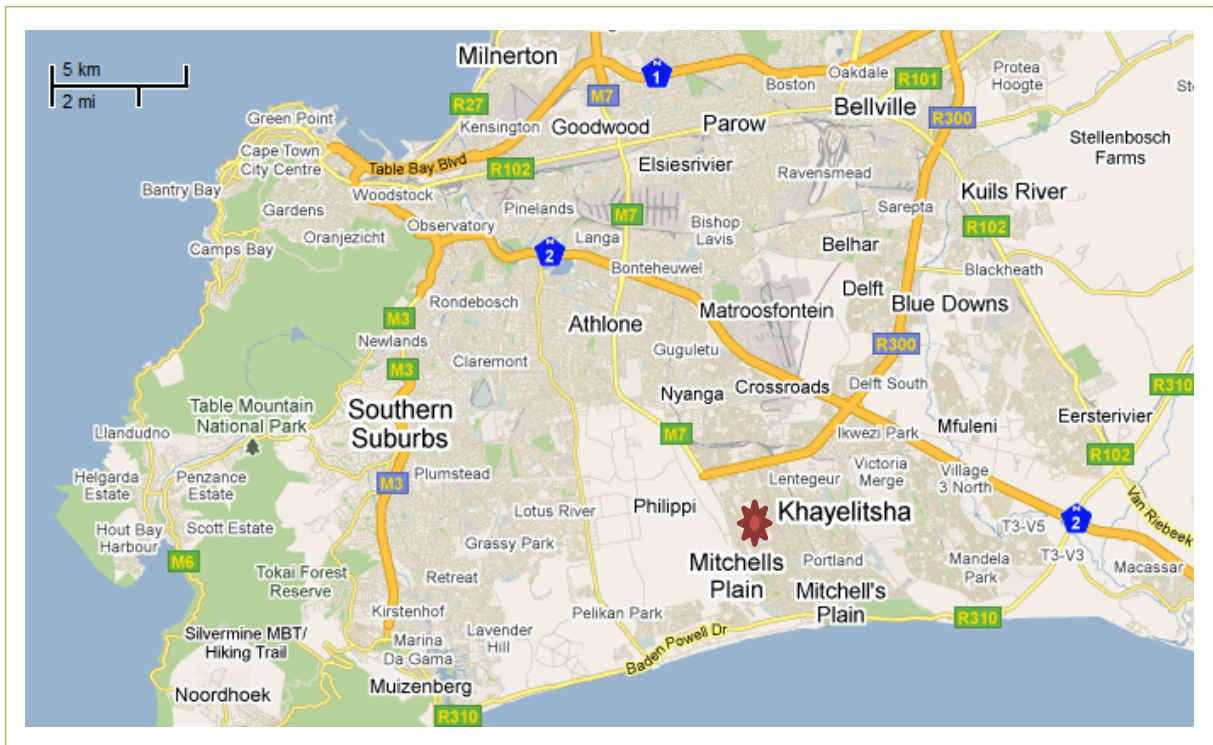 5 km
2 mi
Milnerton
N
1
M7
R27
Kensington
Goodwood
Parow
Boston
Oakdale
R101
Bellville
Protea
Hoogte
R300
Stellenbosch
Farms
Green Point
Cape Town
City Centre
Table Bay Blvd
R102
Elsiesrivier
Ravensmead
Bantry Bay
Woodstock
Gardens
Oranjezicht
Observatory
Pinelands
Langa
M7
Bishop
Lavis
Sarepta
Kuils River
R102
Camps Bay
N
2
Bonteheuwel
Belhar
Delft
Blue Downs
Blackheath
Rondebosch
M3
Newlands
Athlone
Matroosfontein
Guguletu
R300
Claremont
M3
Nyanga
Crossroads
Delft South
R310
Table Mountain
National Park
Southern
Suburbs
Llandudno
M7
Ikwezi Park
Mfuleni
Eersterivier
R102
Helgarda
Estate
Penzance
Estate
Plumstead
M3
Lentegeur
Victoria
Merge
Village
3 North
Van Riebeek
Scott Estate
Hout Bay
Harbour
Lotus River
Philippi
Khayelitsha
T3-V5
N
2
T3-V3
Grassy Park
Mitchells
Plain
Portland
Mandela
Park
Macassar
M6
Tokai Forest
Reserve
Retreat
Mitchell's
Plain
Kirstenhof
Pelikan Park
R310
Silvermine MBT/
Hiking Trail
Marina
Da Gama
Lavender
Hill
Baden Powell Dr
Noordhoek
Muizenberg
R310